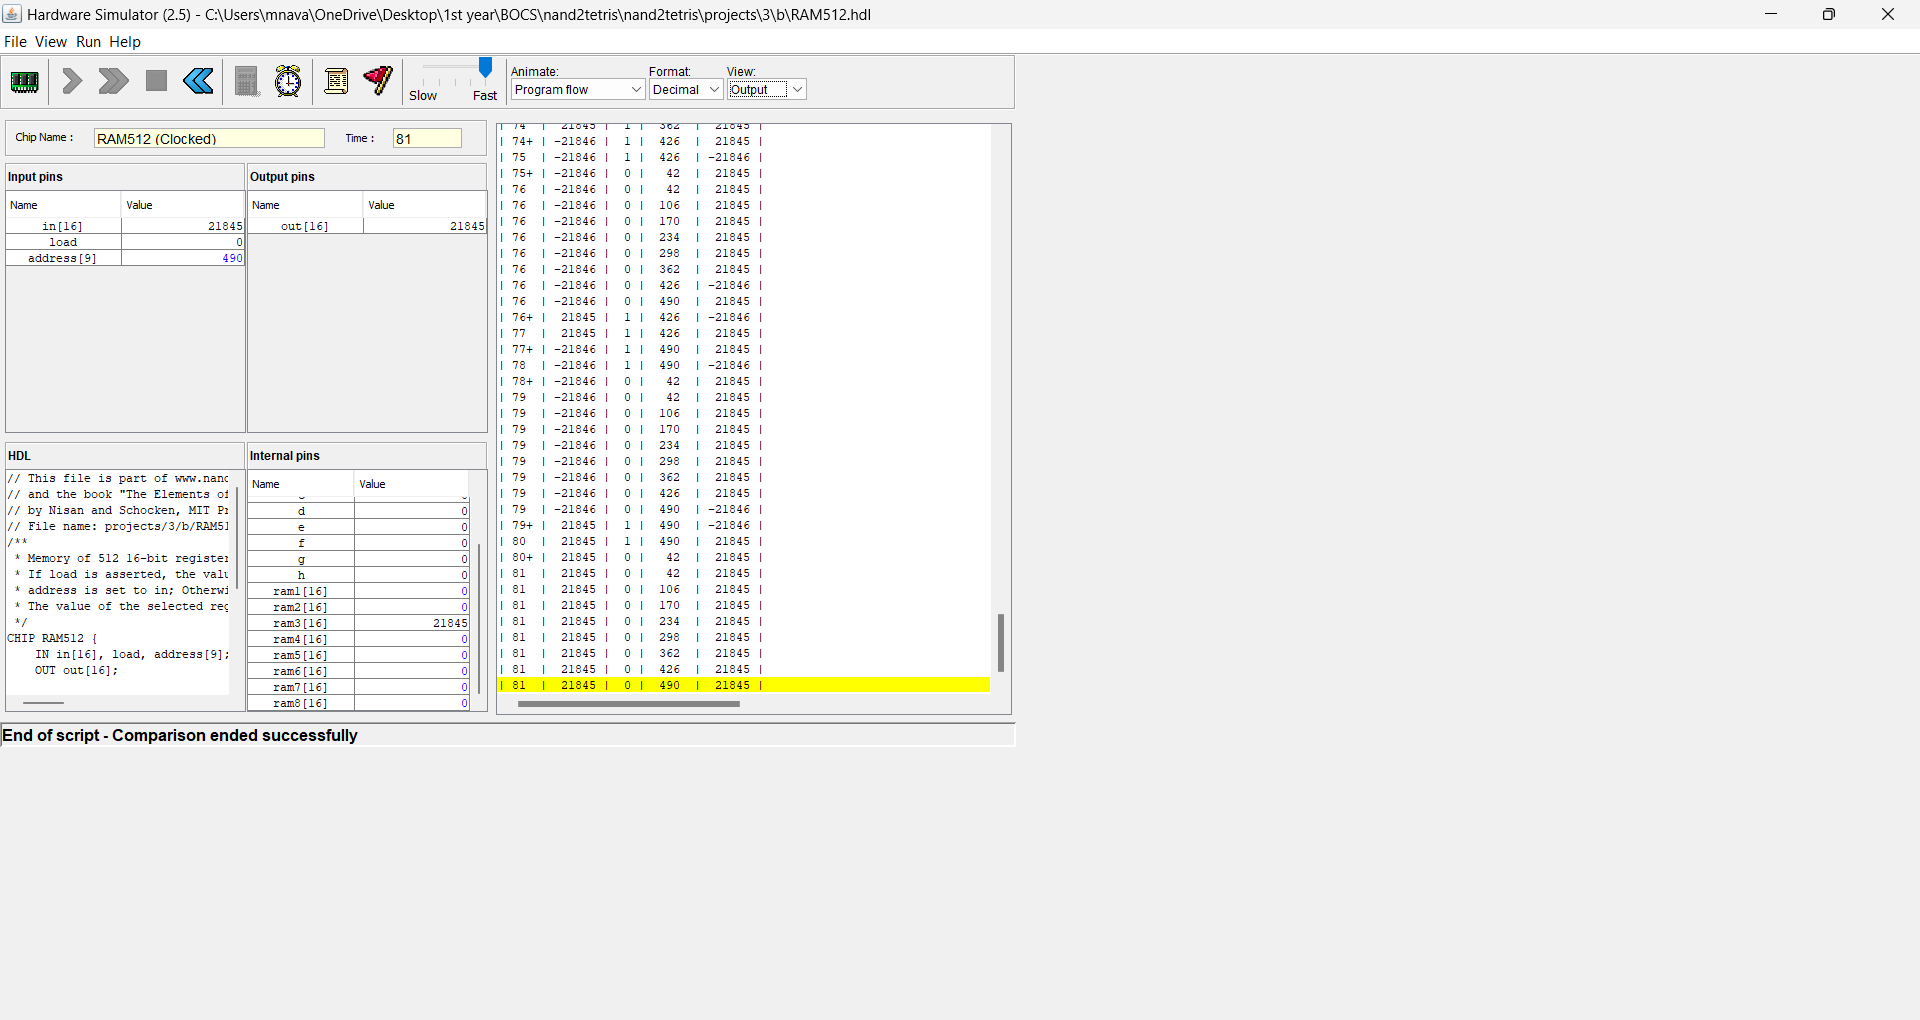 Hardware Simulator (2.5) - C:\Users\mnava\OneDrive\Desktop\1st year\BOCS\nand2tetris\nand2tetris\projects\3\b\RAM512.hdl
File View Run Help
Slow Fast
Animate: Format: View:
Program flow Decimal Output
Chip Name : RAM512 (Clocked) Time : 81
Input pins
Name Value
in[16] 21845
load 0
address[9] 490
Output pins
Name Value
out[16] 21845
HDL
// This file is part of www.nand
// and the book "The Elements of
// by Nisan and Schocken, MIT Pr
// File name: projects/3/b/RAM51
/**
* Memory of 512 16-bit register
* If load is asserted, the valu
* address is set to in; Otherwi
* The value of the selected reg
*/
CHIP RAM512 {
IN in[16], load, address[9];
OUT out[16];
Internal pins
Name Value
d 0
e 0
f 0
g 0
h 0
ram1[16] 0
ram2[16] 0
ram3[16] 21845
ram4[16] 0
ram5[16] 0
ram6[16] 0
ram7[16] 0
ram8[16] 0
| 74 | 21845 | 1 | 362 | 21845 |
| 74+ | -21846 | 1 | 426 | 21845 |
| 75 | -21846 | 1 | 426 | -21846 |
| 75+ | -21846 | 0 | 42 | 21845 |
| 76 | -21846 | 0 | 42 | 21845 |
| 76 | -21846 | 0 | 106 | 21845 |
| 76 | -21846 | 0 | 170 | 21845 |
| 76 | -21846 | 0 | 234 | 21845 |
| 76 | -21846 | 0 | 298 | 21845 |
| 76 | -21846 | 0 | 362 | 21845 |
| 76 | -21846 | 0 | 426 | -21846 |
| 76 | -21846 | 0 | 490 | 21845 |
| 76+ | 21845 | 1 | 426 | -21846 |
| 77 | 21845 | 1 | 426 | 21845 |
| 77+ | -21846 | 1 | 490 | 21845 |
| 78 | -21846 | 1 | 490 | -21846 |
| 78+ | -21846 | 0 | 42 | 21845 |
| 79 | -21846 | 0 | 42 | 21845 |
| 79 | -21846 | 0 | 106 | 21845 |
| 79 | -21846 | 0 | 170 | 21845 |
| 79 | -21846 | 0 | 234 | 21845 |
| 79 | -21846 | 0 | 298 | 21845 |
| 79 | -21846 | 0 | 362 | 21845 |
| 79 | -21846 | 0 | 426 | 21845 |
| 79 | -21846 | 0 | 490 | -21846 |
| 79+ | 21845 | 1 | 490 | -21846 |
| 80 | 21845 | 1 | 490 | 21845 |
| 80+ | 21845 | 0 | 42 | 21845 |
| 81 | 21845 | 0 | 42 | 21845 |
| 81 | 21845 | 0 | 106 | 21845 |
| 81 | 21845 | 0 | 170 | 21845 |
| 81 | 21845 | 0 | 234 | 21845 |
| 81 | 21845 | 0 | 298 | 21845 |
| 81 | 21845 | 0 | 362 | 21845 |
| 81 | 21845 | 0 | 426 | 21845 |
| 81 | 21845 | 0 | 490 | 21845 |
End of script - Comparison ended successfully